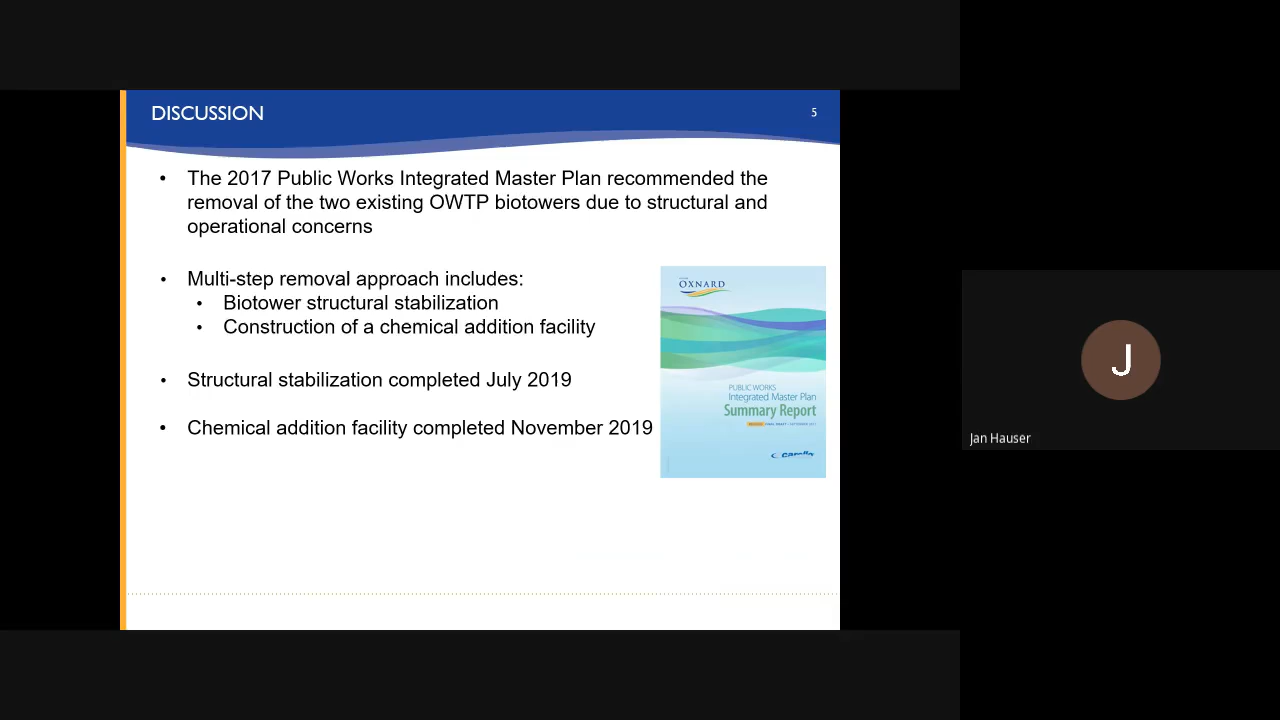 DISCUSSION
5
• The 2017 Public Works Integrated Master Plan recommended the
removal of the two existing OWTP biotowers due to structural and
operational concerns
• Multi-step removal approach includes:
• Biotower structural stabilization
• Construction of a chemical addition facility
• Structural stabilization completed July 2019
• Chemical addition facility completed November 2019
OXNARD
PUBLIC WORKS
Integrated Master Plan
Summary Report
J
Jan Hauser